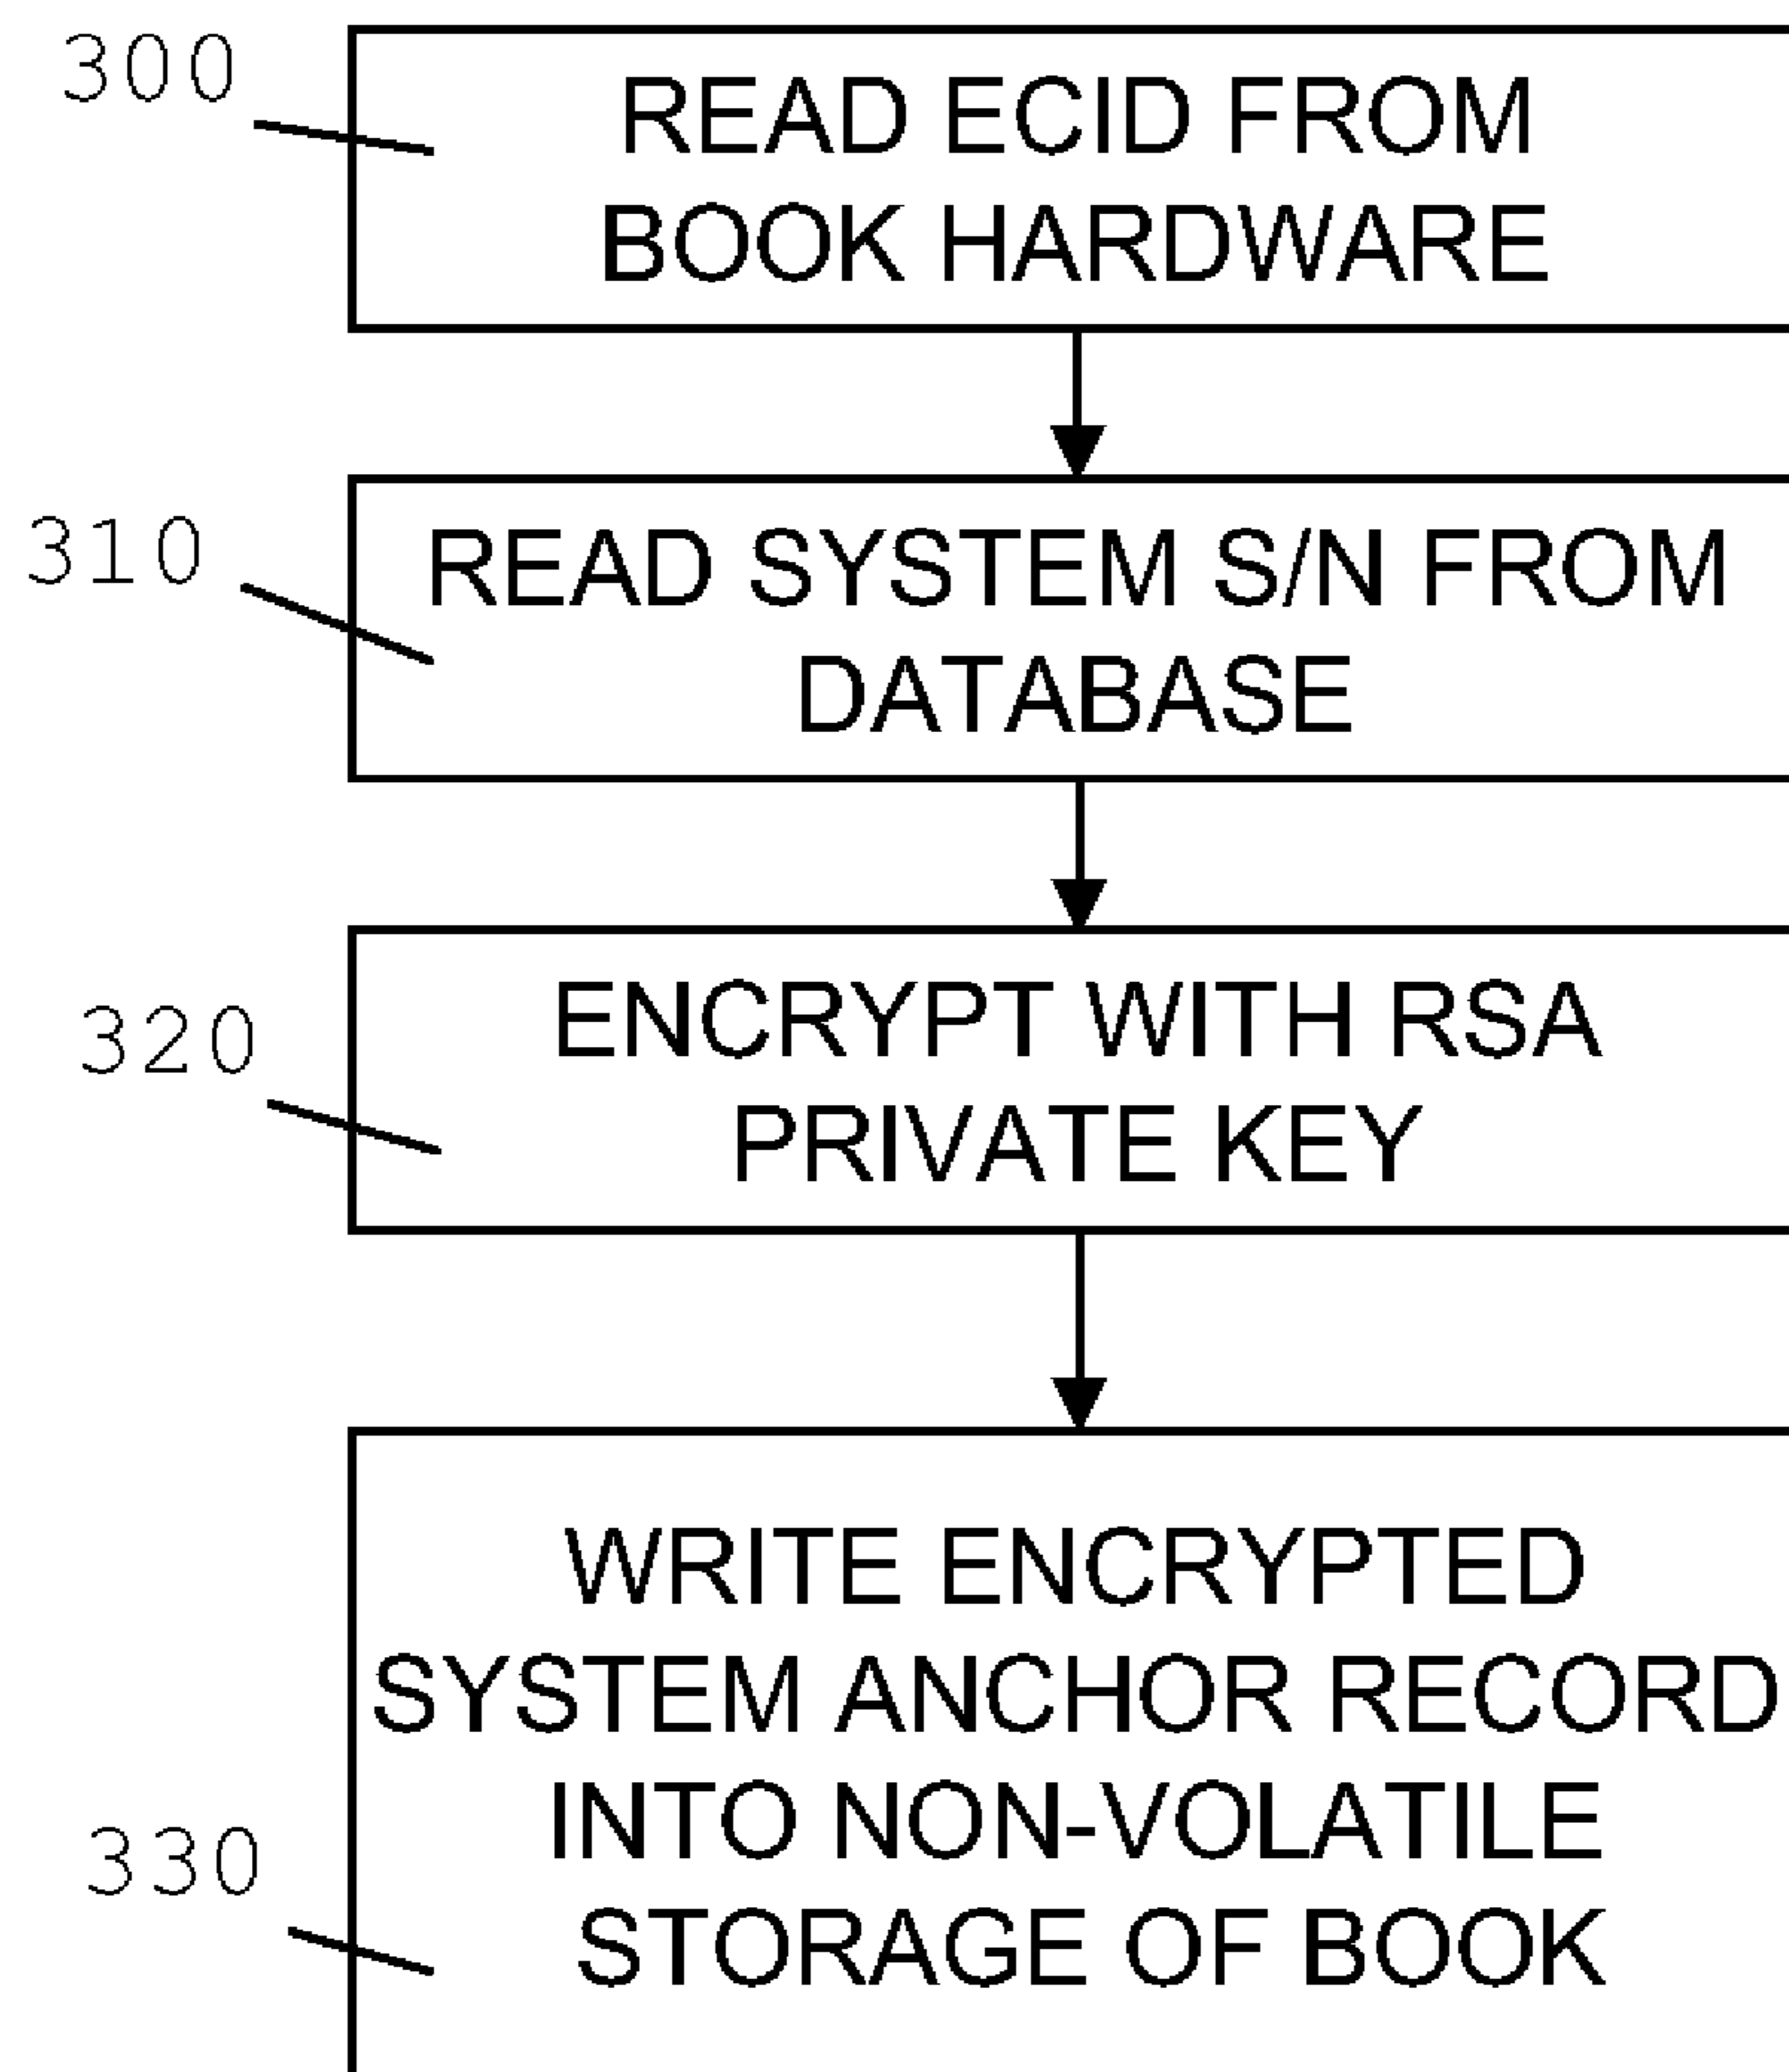 300
READ ECID FROM
BOOK HARDWARE
310
READ SYSTEM S/N FROM
DATABASE
320
ENCRYPT WITH RSA
PRIVATE KEY
WRITE ENCRYPTED
SYSTEM ANCHOR RECORD
INTO NON-VOLATILE
330
STORAGE OF BOOK